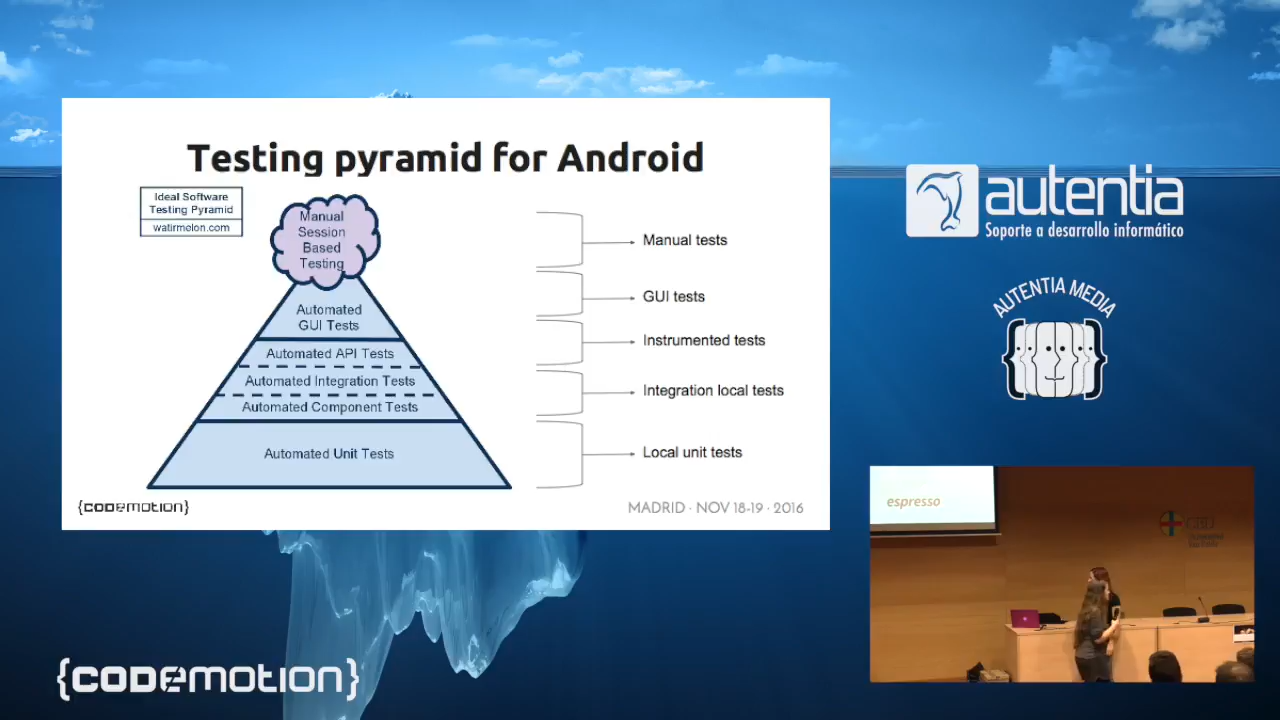 Testing pyramid for Android
Ideal Software
Testing Pyramid
watirmelon.com
Manual
Session
Based
Testing
Automated
GUI Tests
Automated API Tests
Automated Integration Tests
Automated Component Tests
Automated Unit Tests
Manual tests
GUI tests
Instrumented tests
Integration local tests
Local unit tests
{CODEMOTION}
MADRID · NOV 18-19 · 2016
autentia
Soporte a desarrollo informático
AUTENTIA MEDIA
espresso
{CODEMOTION}